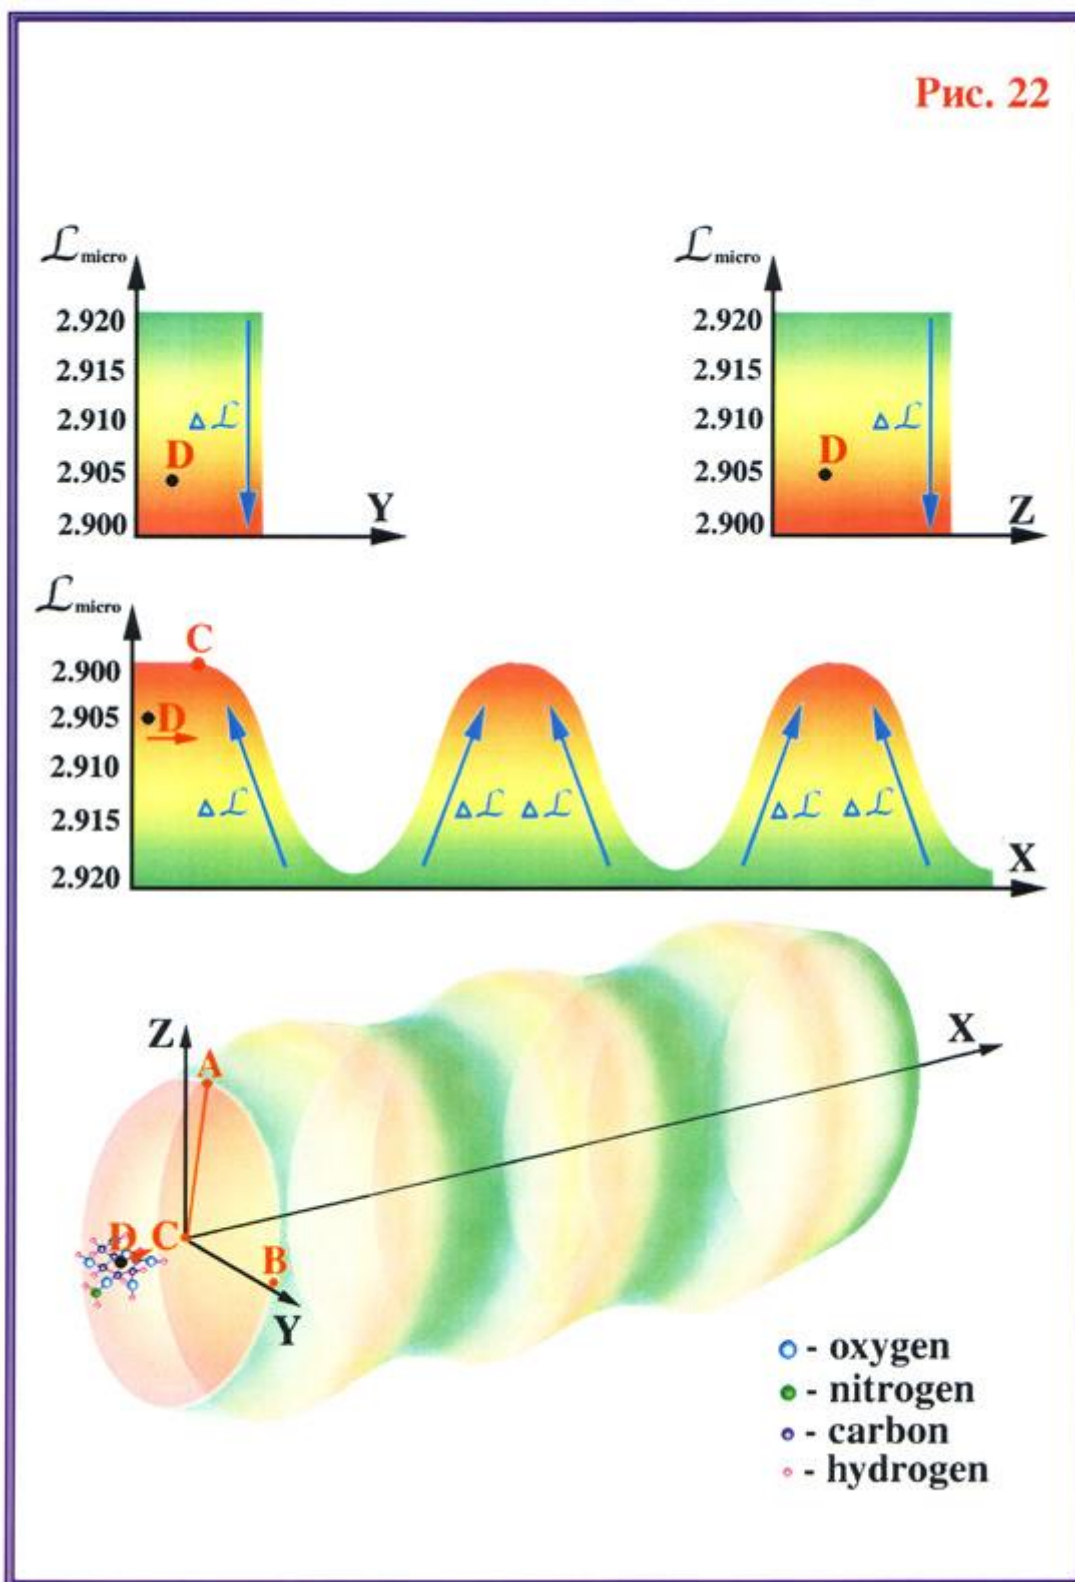 Рис. 22
ℒmicro
2.920
2.915
2.910
2.905
2.900
D
Δℒ
Y
ℒmicro
2.920
2.915
2.910
2.905
2.900
D
Δℒ
Z
ℒmicro
2.900
2.905
2.910
2.915
2.920
C
D
Δℒ
Δℒ
Δℒ
Δℒ
Δℒ
X
Z
A
X
D
C
B
Y
- oxygen
- nitrogen
- carbon
- hydrogen